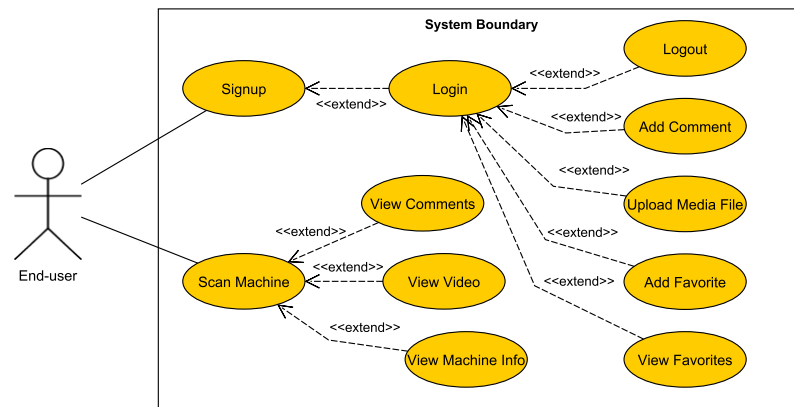 System Boundary
Logout
<<extend>>
Signup
Login
<<extend>>
<<extend>>
Add Comment
<<extend>>
View Comments
Upload Media File
End-user
<<extend>>
<<extend>>
Scan Machine
<<extend>>
View Video
Add Favorite
<<extend>>
<<extend>>
View Machine Info
View Favorites